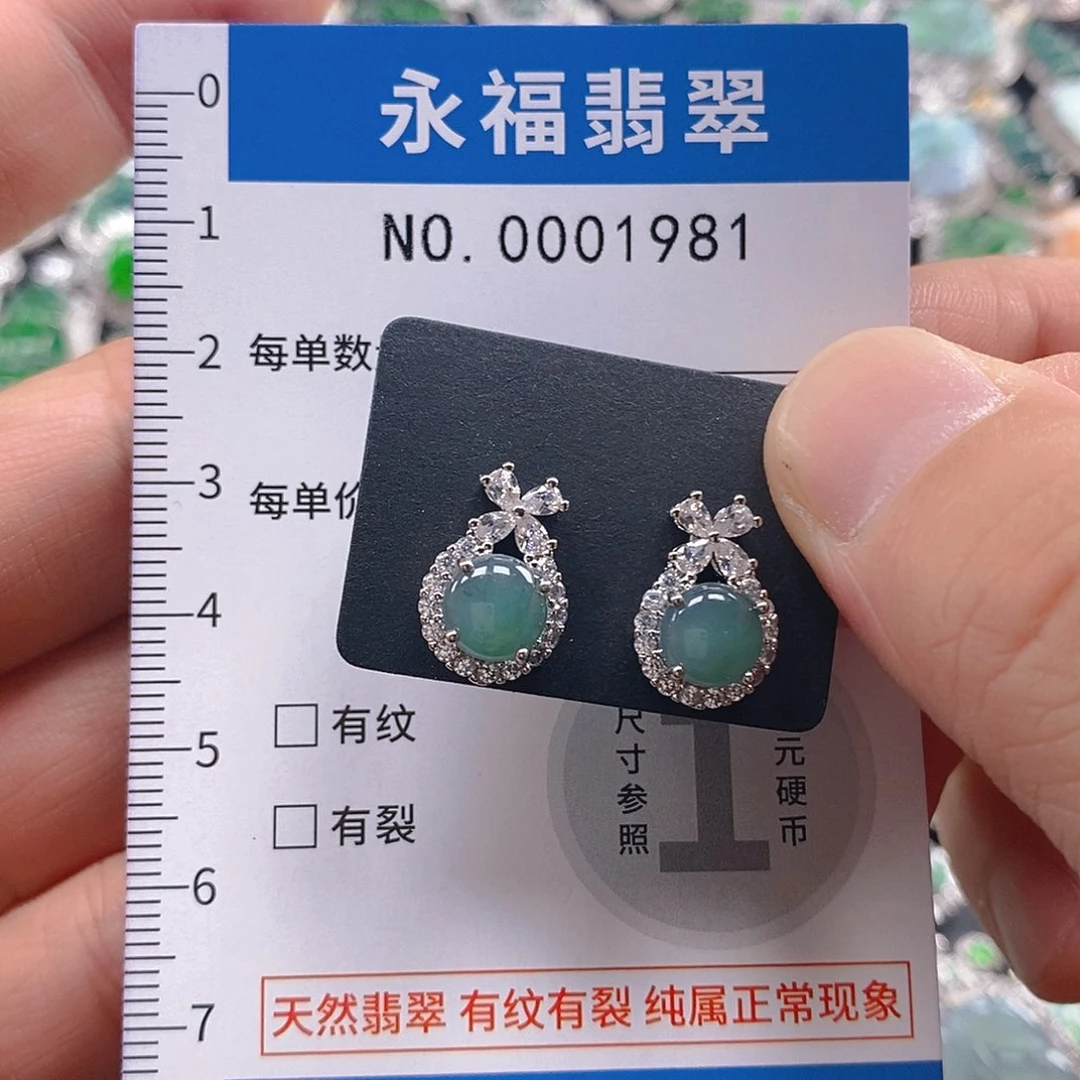 永福翡翠
NO. 0001981
0
1
2
3
4
5
6
7
每单数
每单价
有纹
有裂
尺寸参照
1
元硬币
天然翡翠 有纹有裂 纯属正常现象